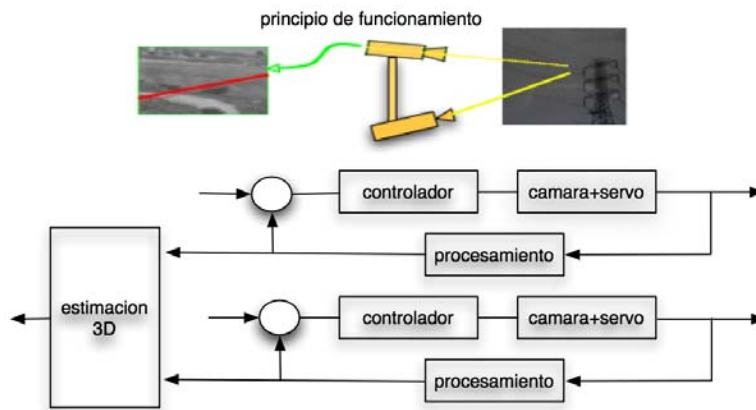 principio de funcionamiento
controlador
camara+servo
procesamiento
estimacion
3D
controlador
camara+servo
procesamiento